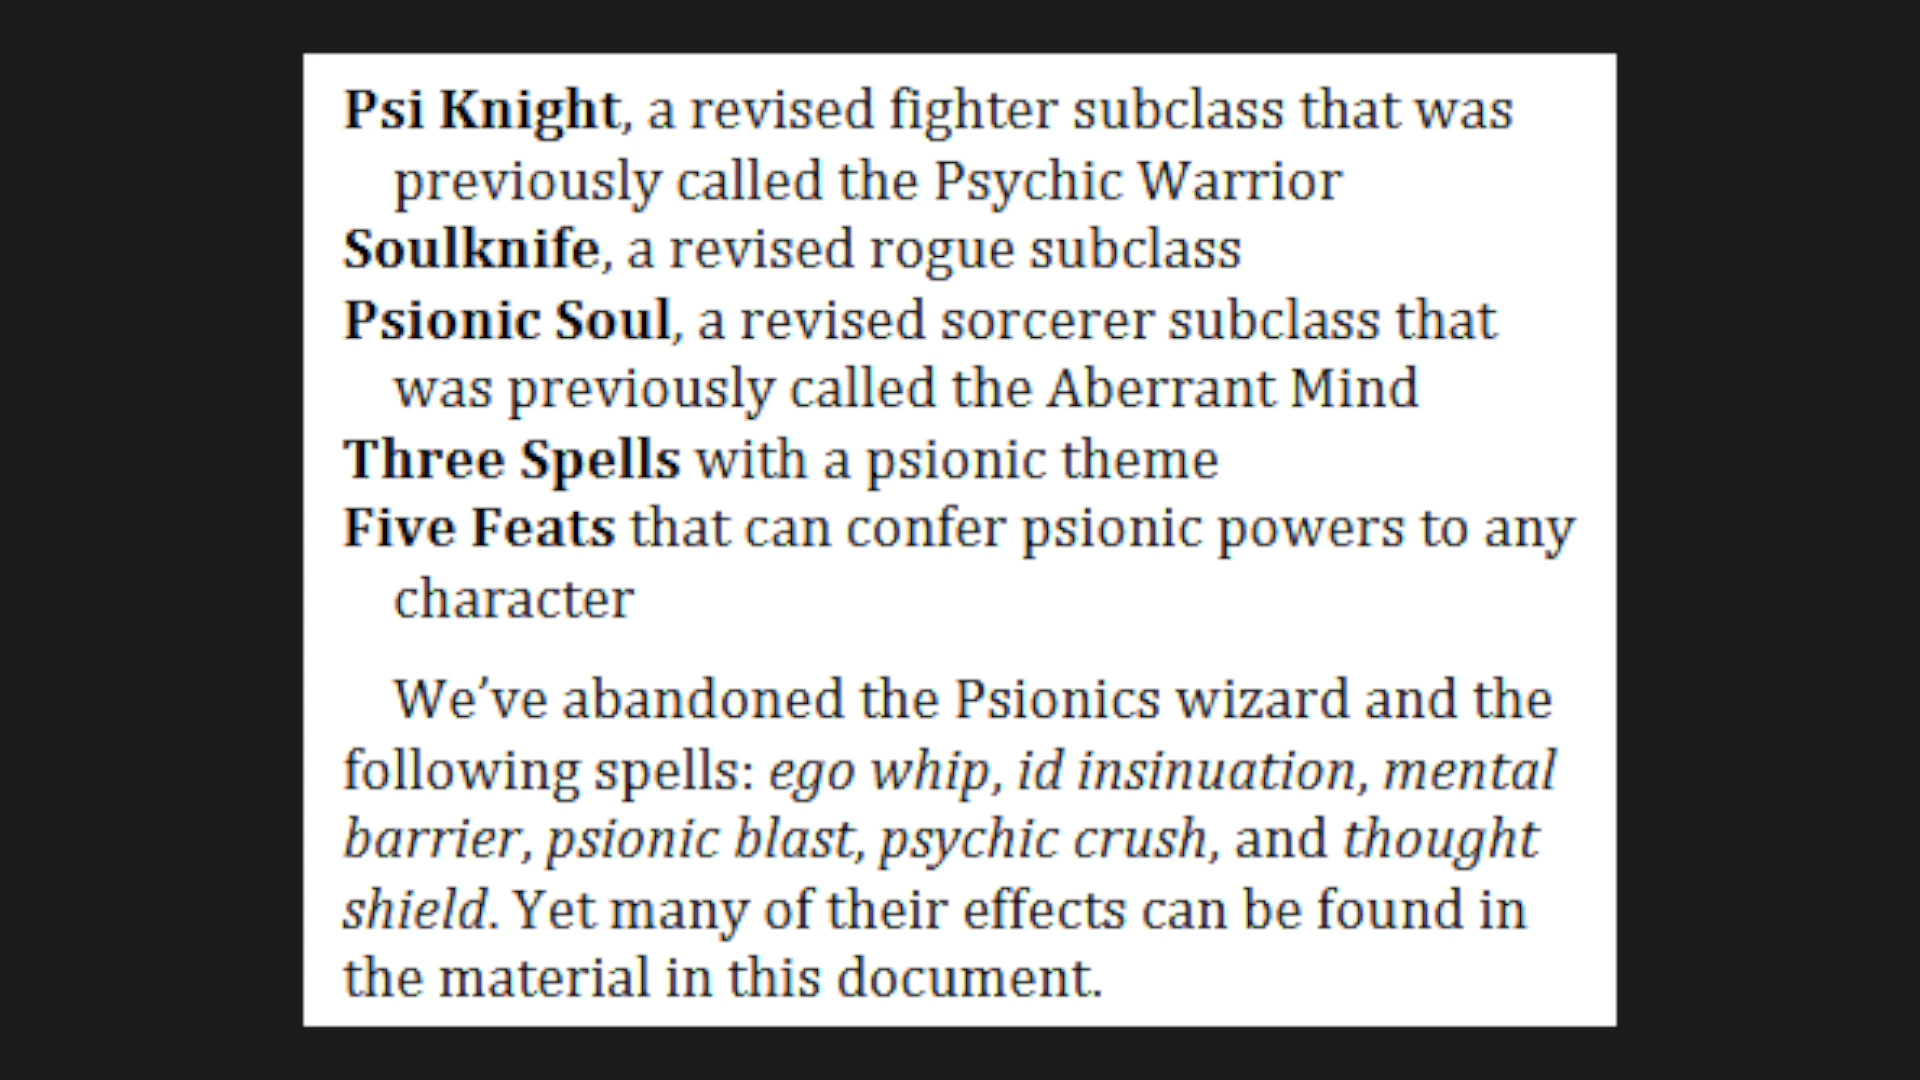 Psi Knight, a revised fighter subclass that was
previously called the Psychic Warrior
Soulknife, a revised rogue subclass
Psionic Soul, a revised sorcerer subclass that
was previously called the Aberrant Mind
Three Spells with a psionic theme
Five Feats that can confer psionic powers to any
character
We’ve abandoned the Psionics wizard and the
following spells: ego whip, id insinuation, mental
barrier, psionic blast, psychic crush, and thought
shield. Yet many of their effects can be found in
the material in this document.